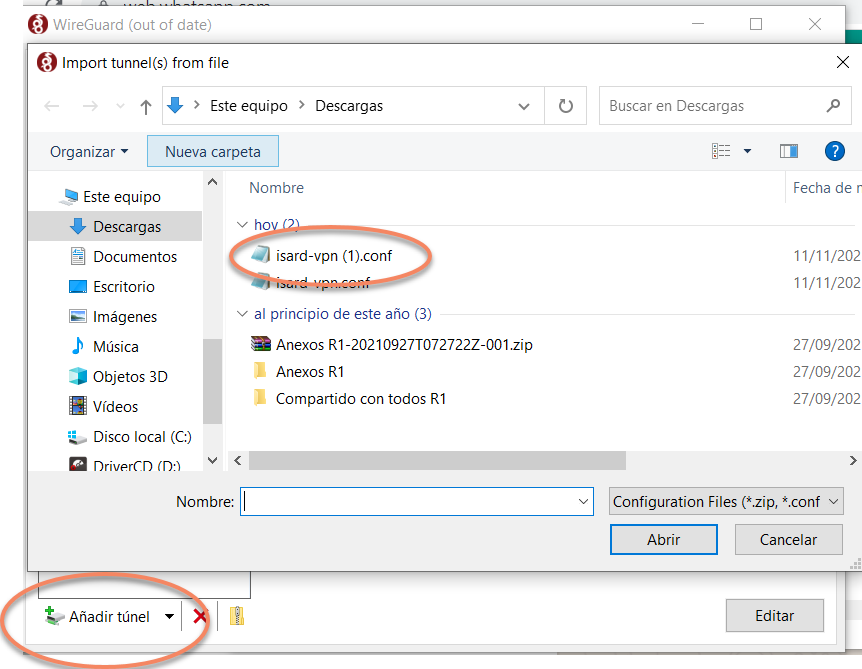 web.whatsapp.com
WireGuard (out of date)
Import tunnel(s) from file
Este equipo > Descargas
Buscar en Descargas
Organizar
Nueva carpeta
Este equipo
Descargas
Documentos
Escritorio
Imágenes
Música
Objetos 3D
Vídeos
Disco local (C:)
DriverCD (D:)
Nombre
Fecha de m
hoy (2)
isard-vpn (1).conf
11/11/202
isard-vpn.conf
11/11/202
al principio de este año (3)
Anexos R1-20210927T072722Z-001.zip
27/09/202
Anexos R1
27/09/202
Compartido con todos R1
27/09/202
Nombre:
Configuration Files (*.zip, *.conf
Abrir
Cancelar
Añadir túnel
Editar